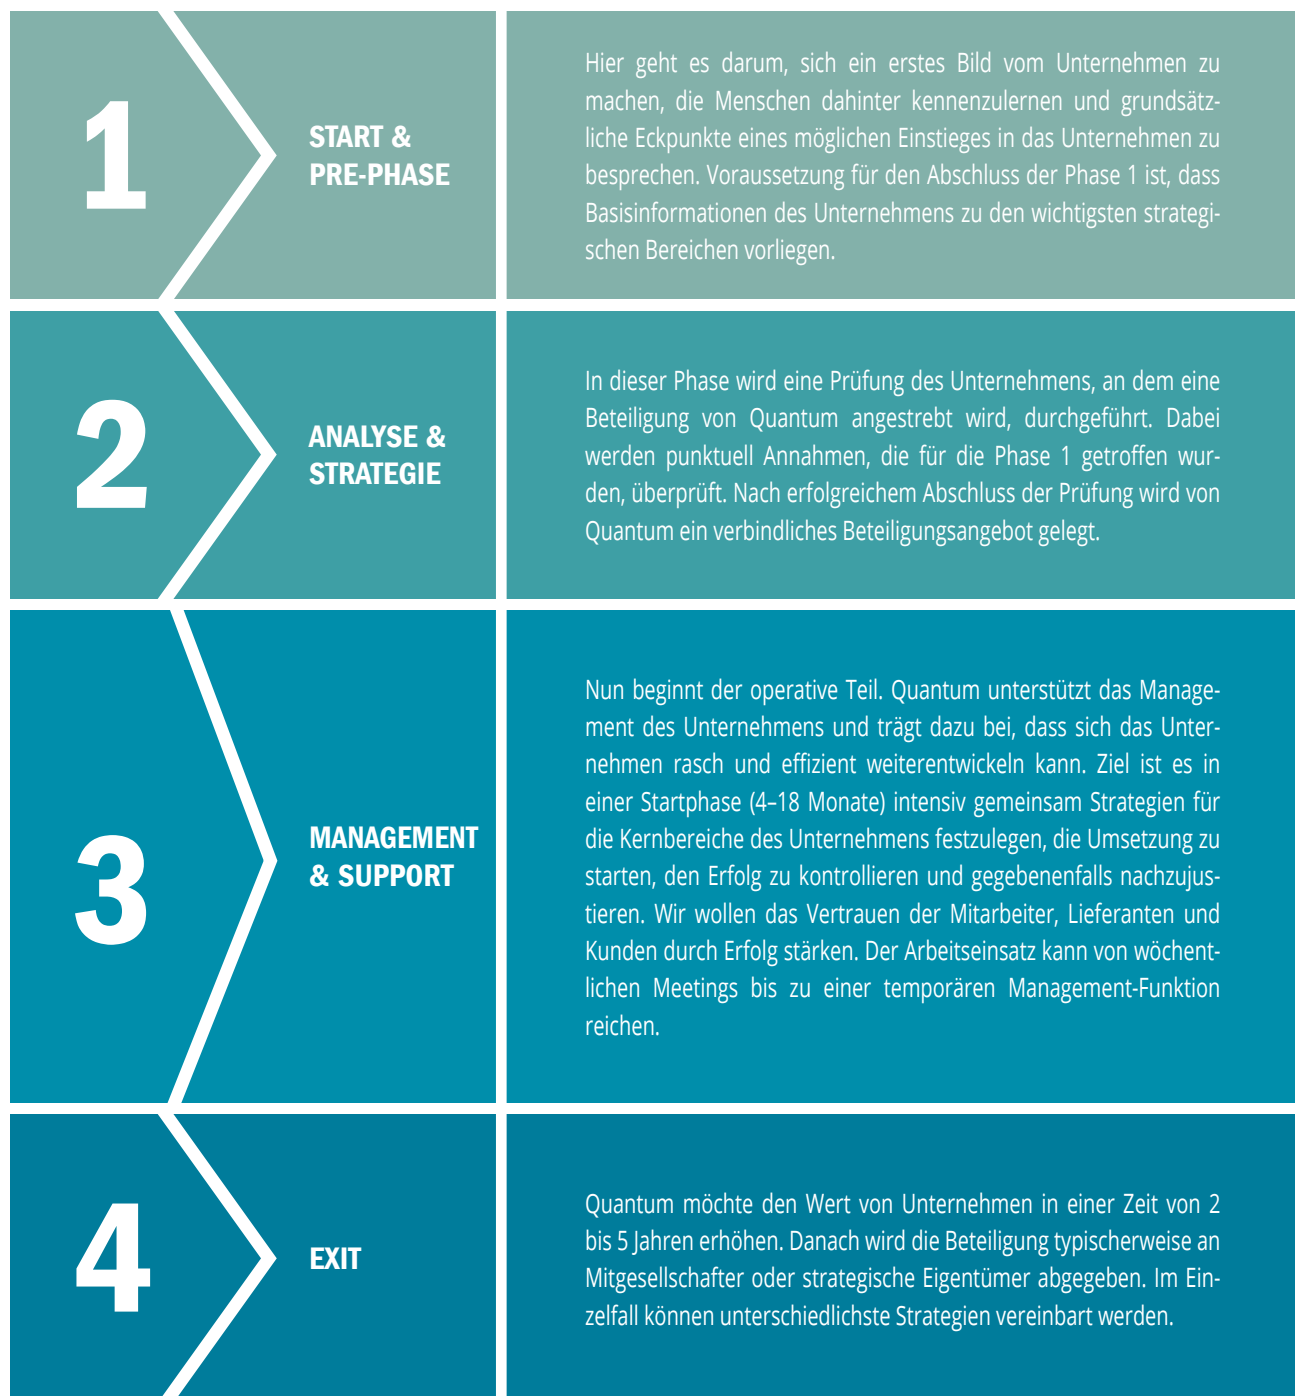 1
START &
PRE-PHASE
Hier geht es darum, sich ein erstes Bild vom Unternehmen zu
machen, die Menschen dahinter kennenzulernen und grundsätz-
liche Eckpunkte eines möglichen Einstieges in das Unternehmen zu
besprechen. Voraussetzung für den Abschluss der Phase 1 ist, dass
Basisinformationen des Unternehmens zu den wichtigsten strategi-
schen Bereichen vorliegen.
2
ANALYSE &
STRATEGIE
In dieser Phase wird eine Prüfung des Unternehmens, an dem eine
Beteiligung von Quantum angestrebt wird, durchgeführt. Dabei
werden punktuell Annahmen, die für die Phase 1 getroffen wur-
den, überprüft. Nach erfolgreichem Abschluss der Prüfung wird von
Quantum ein verbindliches Beteiligungsangebot gelegt.
3
MANAGEMENT
& SUPPORT
Nun beginnt der operative Teil. Quantum unterstützt das Manage-
ment des Unternehmens und trägt dazu bei, dass sich das Unter-
nehmen rasch und effizient weiterentwickeln kann. Ziel ist es in
einer Startphase (4–18 Monate) intensiv gemeinsam Strategien für
die Kernbereiche des Unternehmens festzulegen, die Umsetzung zu
starten, den Erfolg zu kontrollieren und gegebenenfalls nachzujus-
tieren. Wir wollen das Vertrauen der Mitarbeiter, Lieferanten und
Kunden durch Erfolg stärken. Der Arbeitseinsatz kann von wöchent-
lichen Meetings bis zu einer temporären Management-Funktion
reichen.
4
EXIT
Quantum möchte den Wert von Unternehmen in einer Zeit von 2
bis 5 Jahren erhöhen. Danach wird die Beteiligung typischerweise an
Mitgesellschafter oder strategische Eigentümer abgegeben. Im Ein-
zelfall können unterschiedlichste Strategien vereinbart werden.